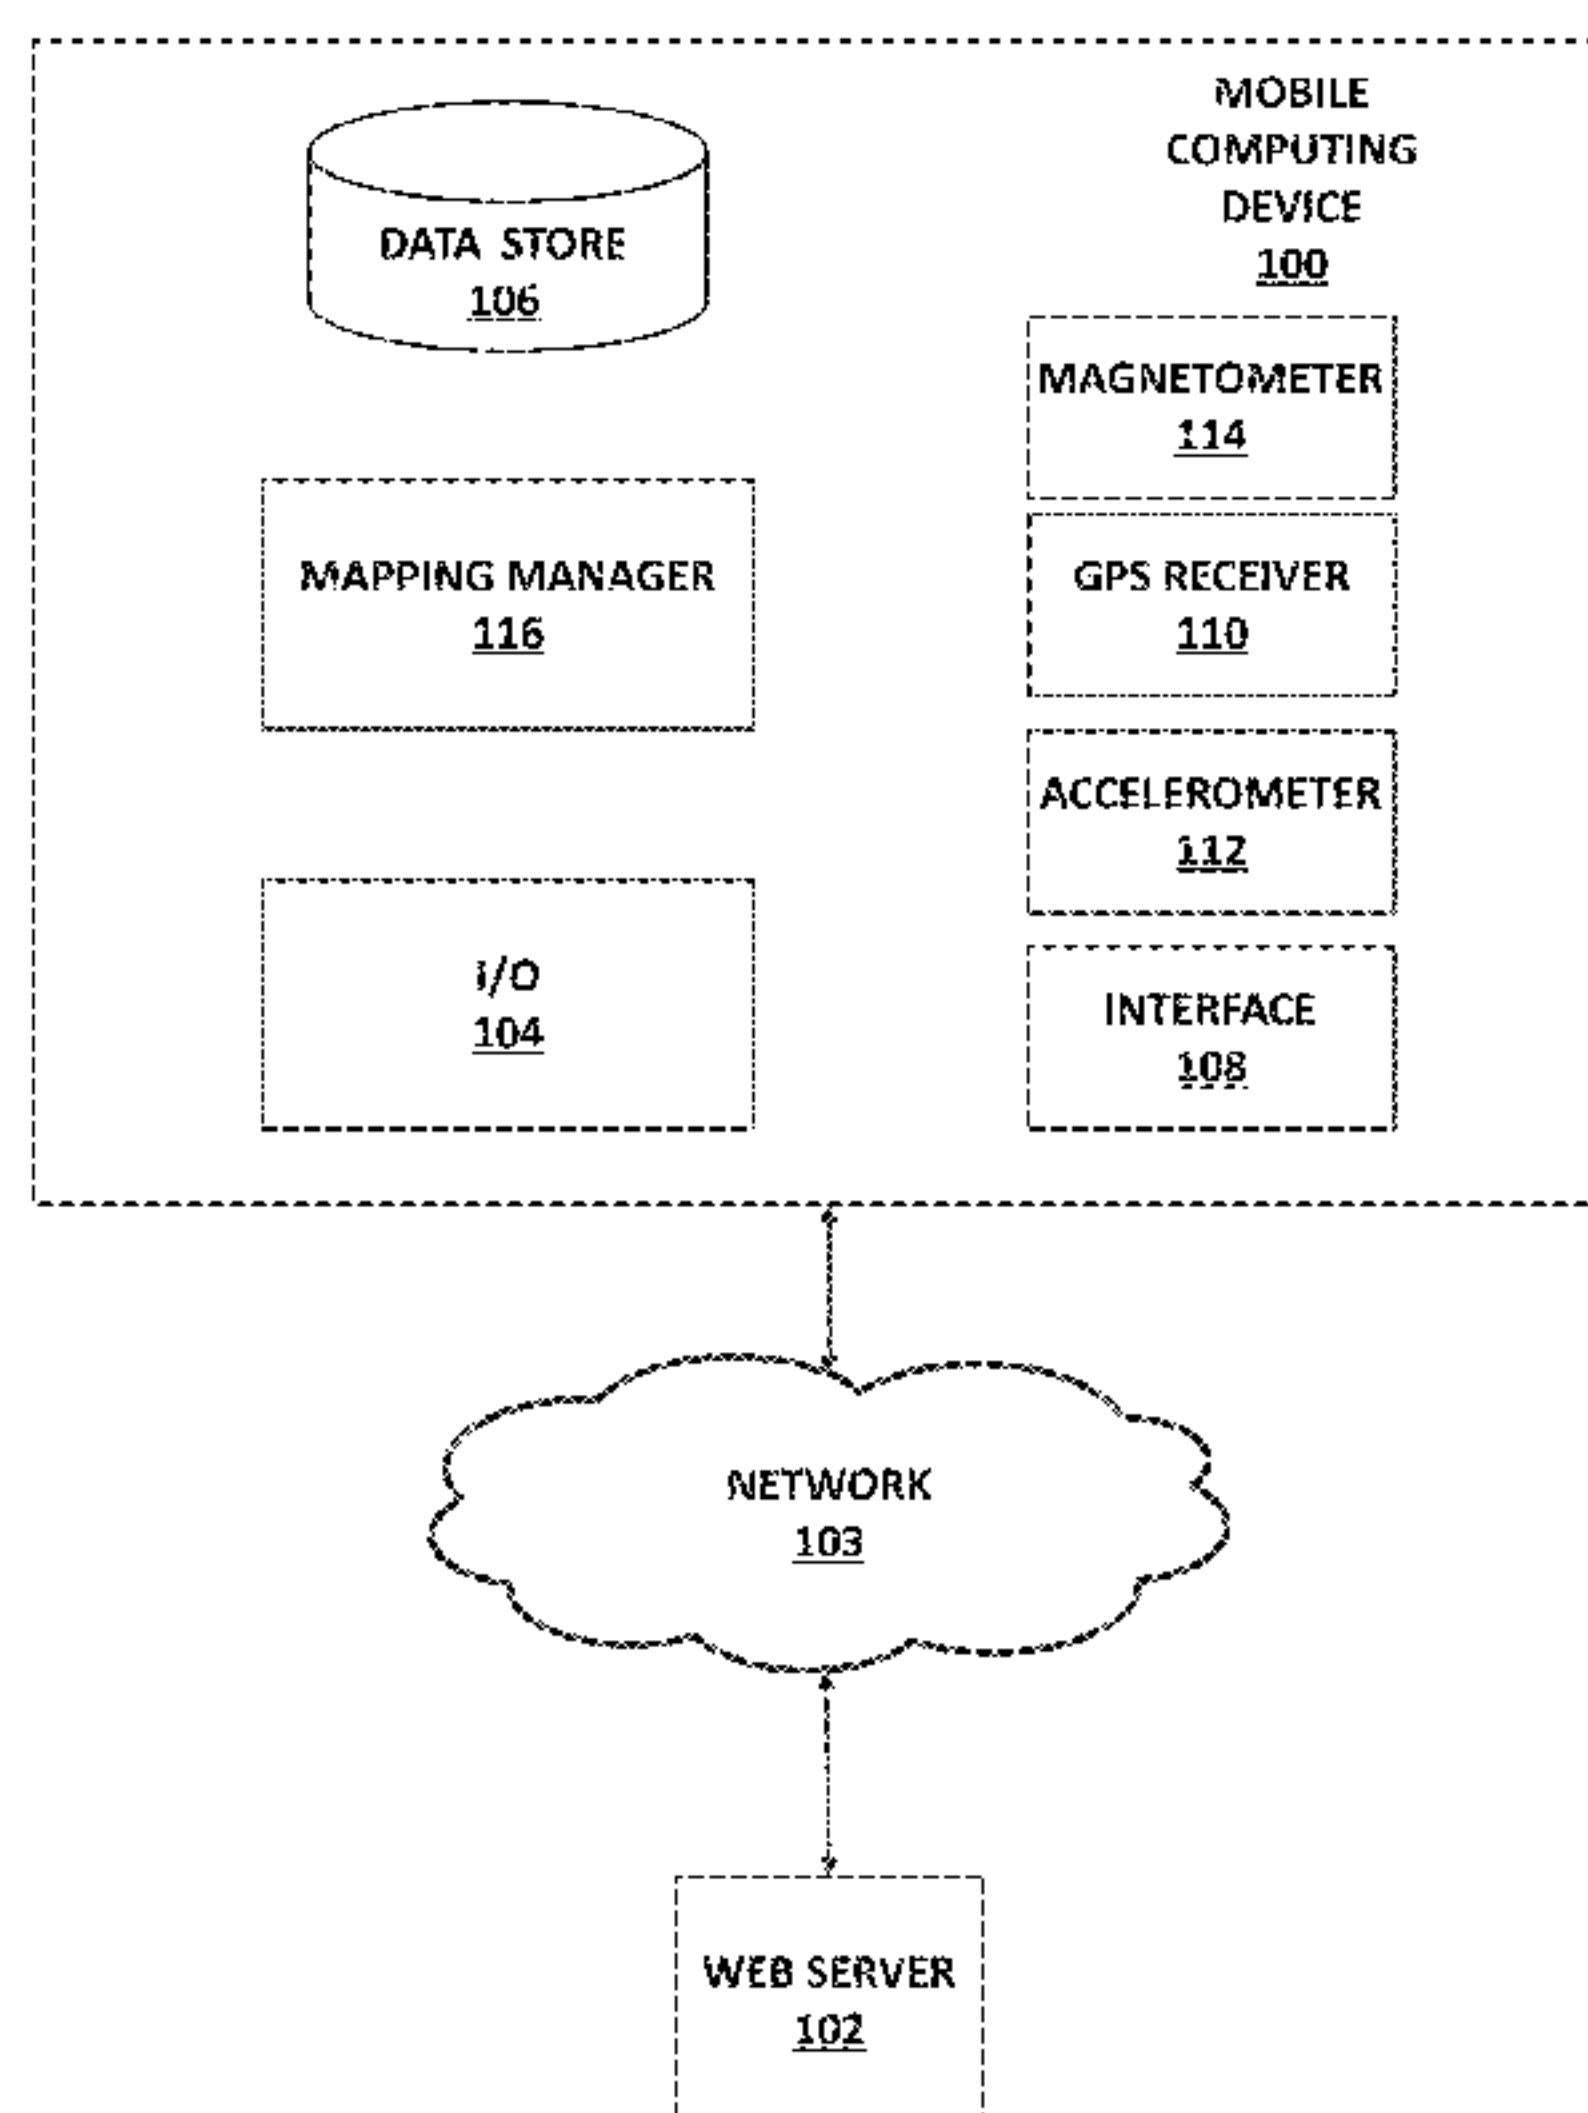 DATA STORE
106
MOBILE
COMPUTING
DEVICE
100
MAGNETOMETER
114
MAPPING MANAGER
116
GPS RECEIVER
110
ACCELEROMETER
112
I/O
104
INTERFACE
108
NETWORK
103
WEB SERVER
102